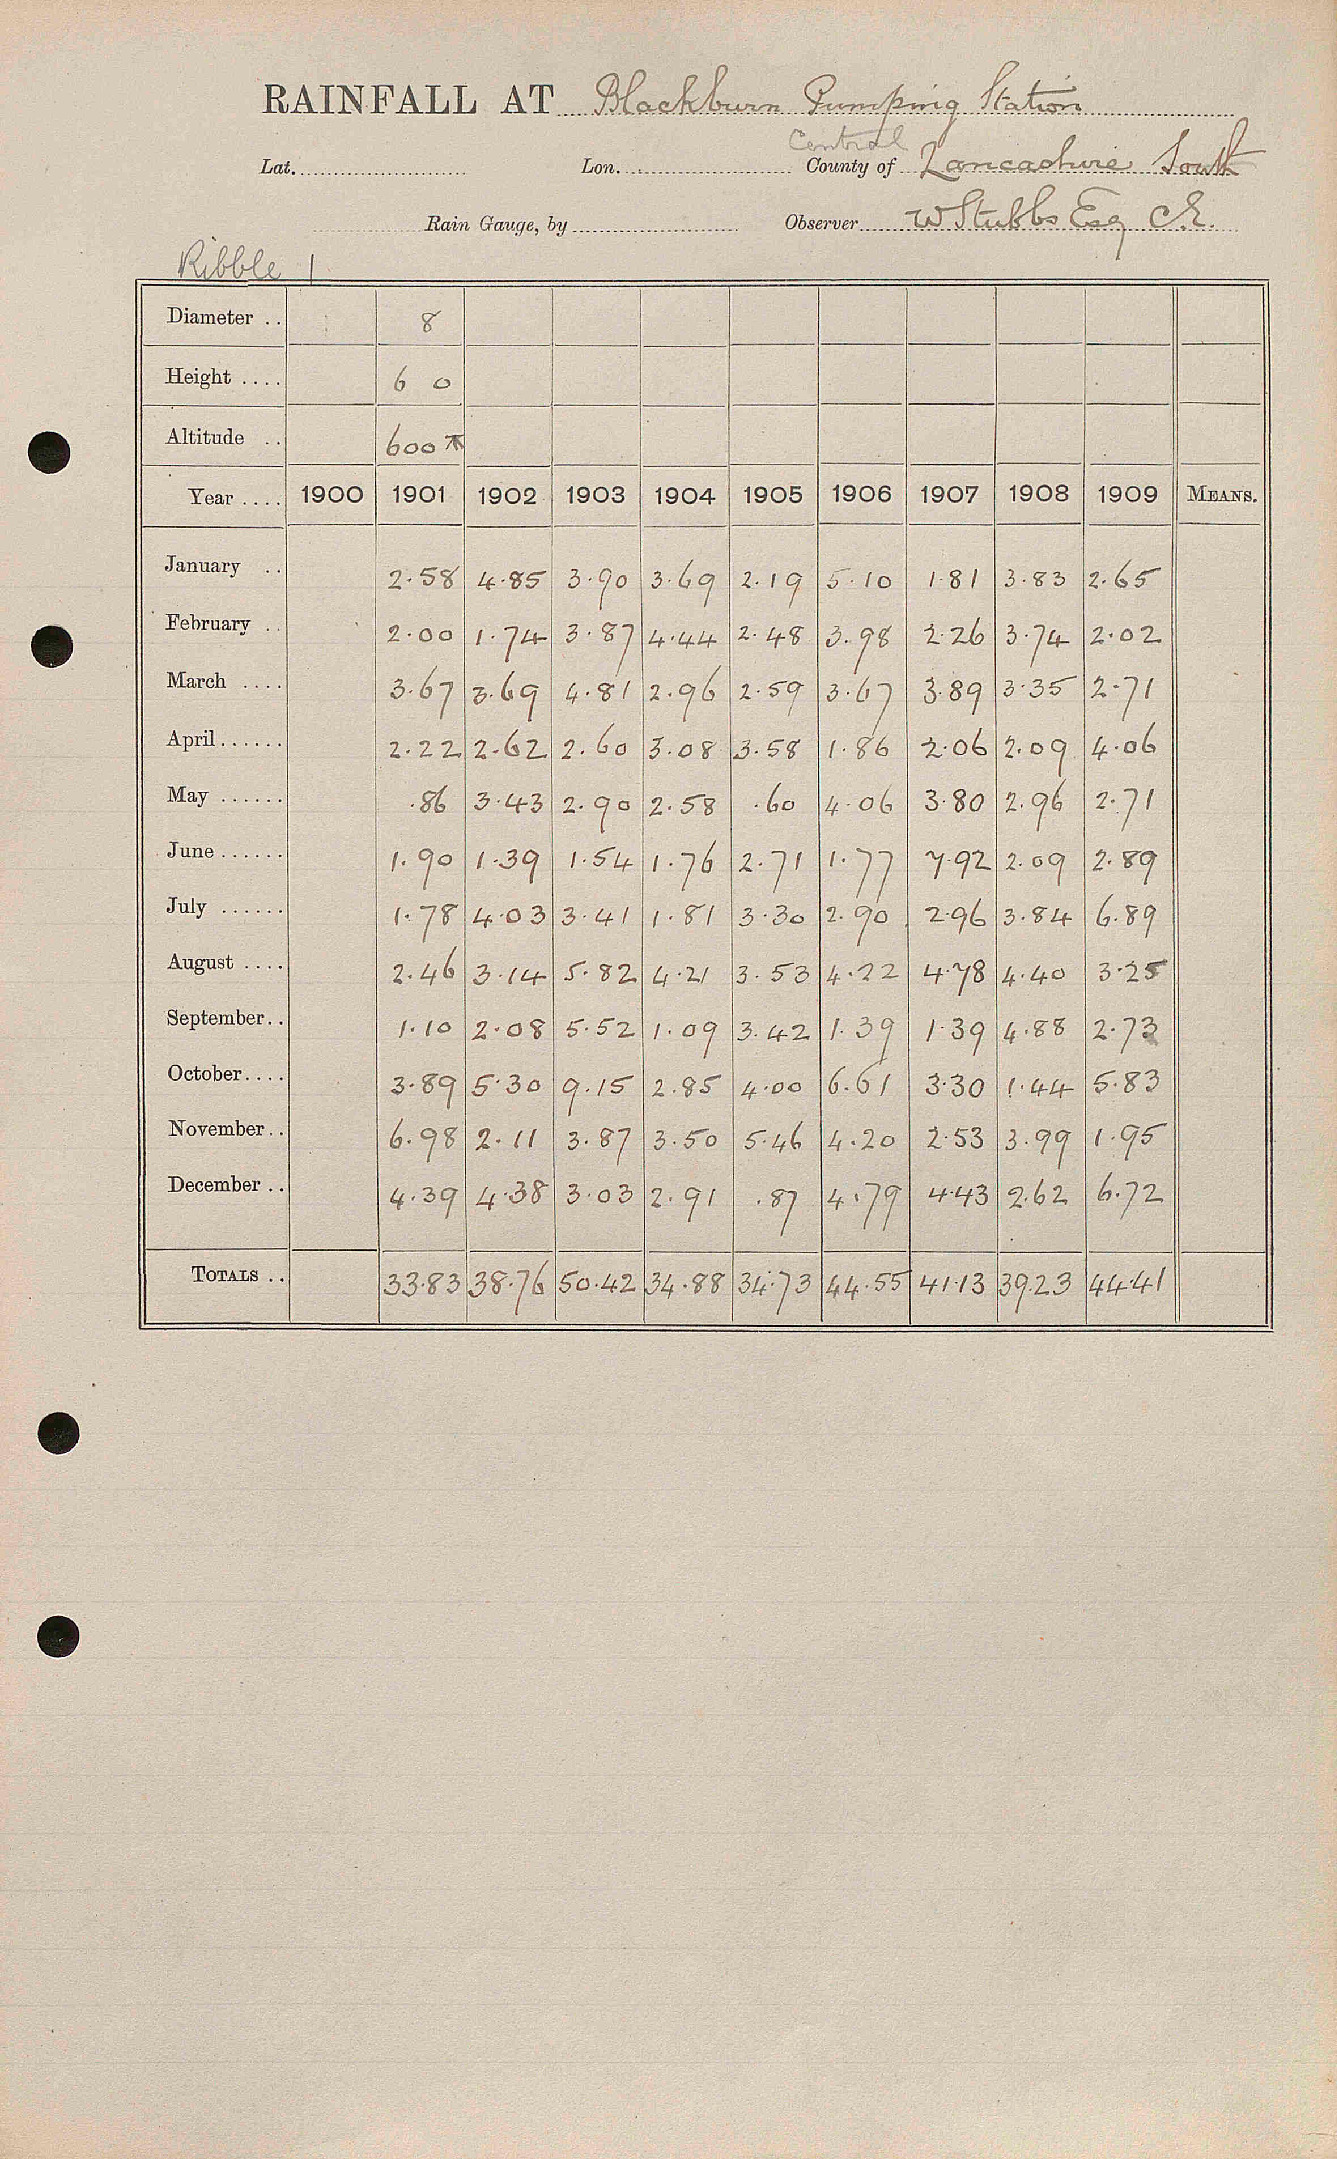 RAINFALL AT Blackburn Pumping Station
Central
Lat. Lon. County of Lancashire South
Rain Gauge, by Observer W Stubbs Esq C.E.
Ribble 1
Diameter .. 8
Height .... 6 0
Altitude .. 600
Year .... 1900 1901 1902 1903 1904 1905 1906 1907 1908 1909 MEANS.
January .. 2.58 4.85 3.90 3.69 2.19 5.10 1.81 3.83 2.65
February .. 2.00 1.74 3.87 4.44 2.48 3.98 2.26 3.74 2.02
March .... 3.67 3.69 4.81 2.96 2.59 3.67 3.89 3.35 2.71
April...... 2.22 2.62 2.60 3.08 3.58 1.86 2.06 2.09 4.06
May ...... .86 3.43 2.90 2.58 .60 4.06 3.80 2.96 2.71
June...... 1.90 1.39 1.54 1.76 2.71 1.77 7.92 2.09 2.89
July ...... 1.78 4.03 3.41 1.81 3.30 2.90 2.96 3.84 6.89
August .... 2.46 3.14 5.82 4.21 3.53 4.22 4.78 4.40 3.25
September.. 1.10 2.08 5.52 1.09 3.42 1.39 1.39 4.88 2.73
October.... 3.89 5.30 9.15 2.85 4.00 6.61 3.30 1.44 5.83
November.. 6.98 2.11 3.87 3.50 5.46 4.20 2.53 3.99 1.95
December .. 4.39 4.38 3.03 2.91 .87 4.79 4.43 2.62 6.72
TOTALS .. 33.83 38.76 50.42 34.88 34.73 44.55 41.13 39.23 44.41